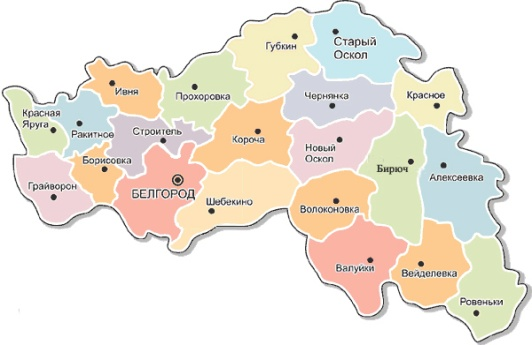 Губкин
Старый
Оскол
Ивня
Прохоровка
Чернянка
Красное
Красная
Яруга
Ракитное
Строитель
Короча
Новый
Оскол
Борисовка
Бирюч
Алексеевка
Грайворон
БЕЛГОРОД
Шебекино
Волоконовка
Валуйки
Вейделевка
Ровеньки